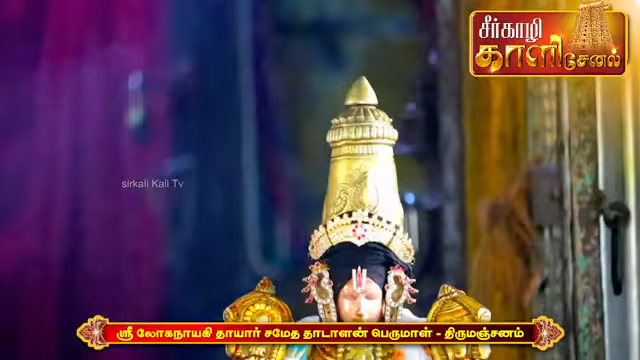 சீர்காழி
காளி சேனல்
sirkali Kali Tv
ஸ்ரீ லோகநாயகி தாயார் சமேத தாடாளன் பெருமாள் - திருமஞ்சனம்